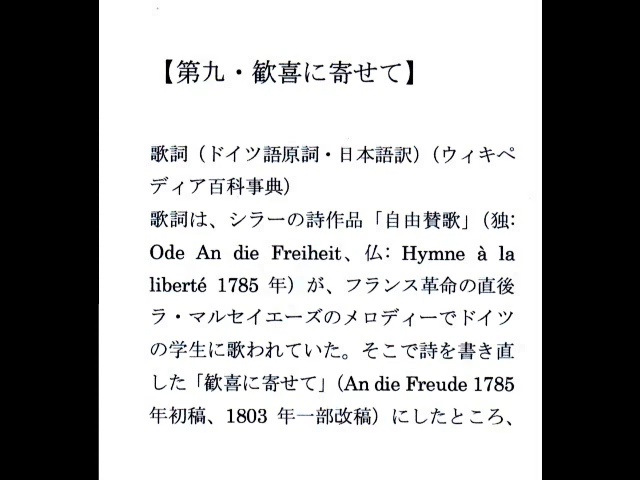 【第九・歓喜に寄せて】
歌詞（ドイツ語原詞・日本語訳）（ウィキペ
ディア百科事典）
歌詞は、シラーの詩作品「自由賛歌」（独:
Ode An die Freiheit、仏: Hymne à la
liberté 1785 年）が、フランス革命の直後
ラ・マルセイエーズのメロディーでドイツ
の学生に歌われていた。そこで詩を書き直
した「歓喜に寄せて」（An die Freude 1785
年初稿、1803 年一部改稿）にしたところ、